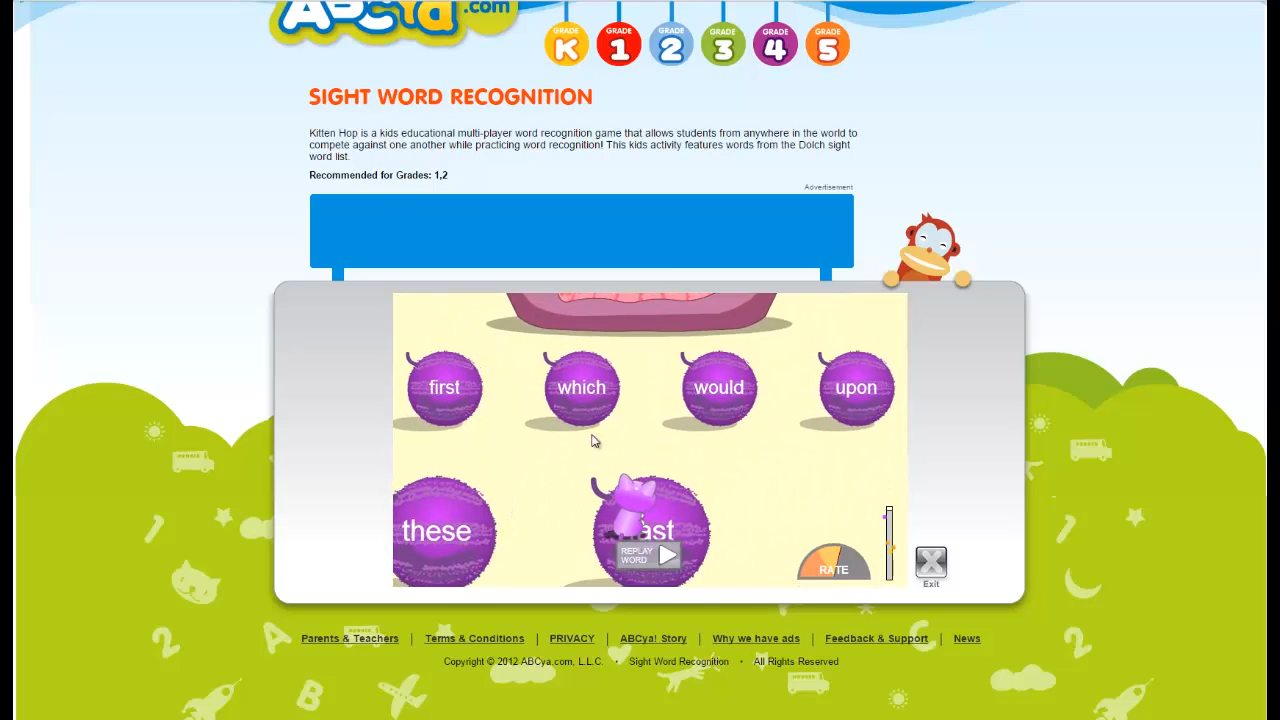 ABCya.com
GRADE K GRADE 1 GRADE 2 GRADE 3 GRADE 4 GRADE 5
SIGHT WORD RECOGNITION
Kitten Hop is a kids educational multi-player word recognition game that allows students from anywhere in the world to
compete against one another while practicing word recognition! This kids activity features words from the Dolch sight
word list.
Recommended for Grades: 1,2
Advertisement
first which would upon
these
REPLAY
WORD
RATE
Exit
Parents & Teachers | Terms & Conditions | PRIVACY | ABCya! Story | Why we have ads | Feedback & Support | News
Copyright © 2012 ABCya.com, L.L.C. • Sight Word Recognition • All Rights Reserved